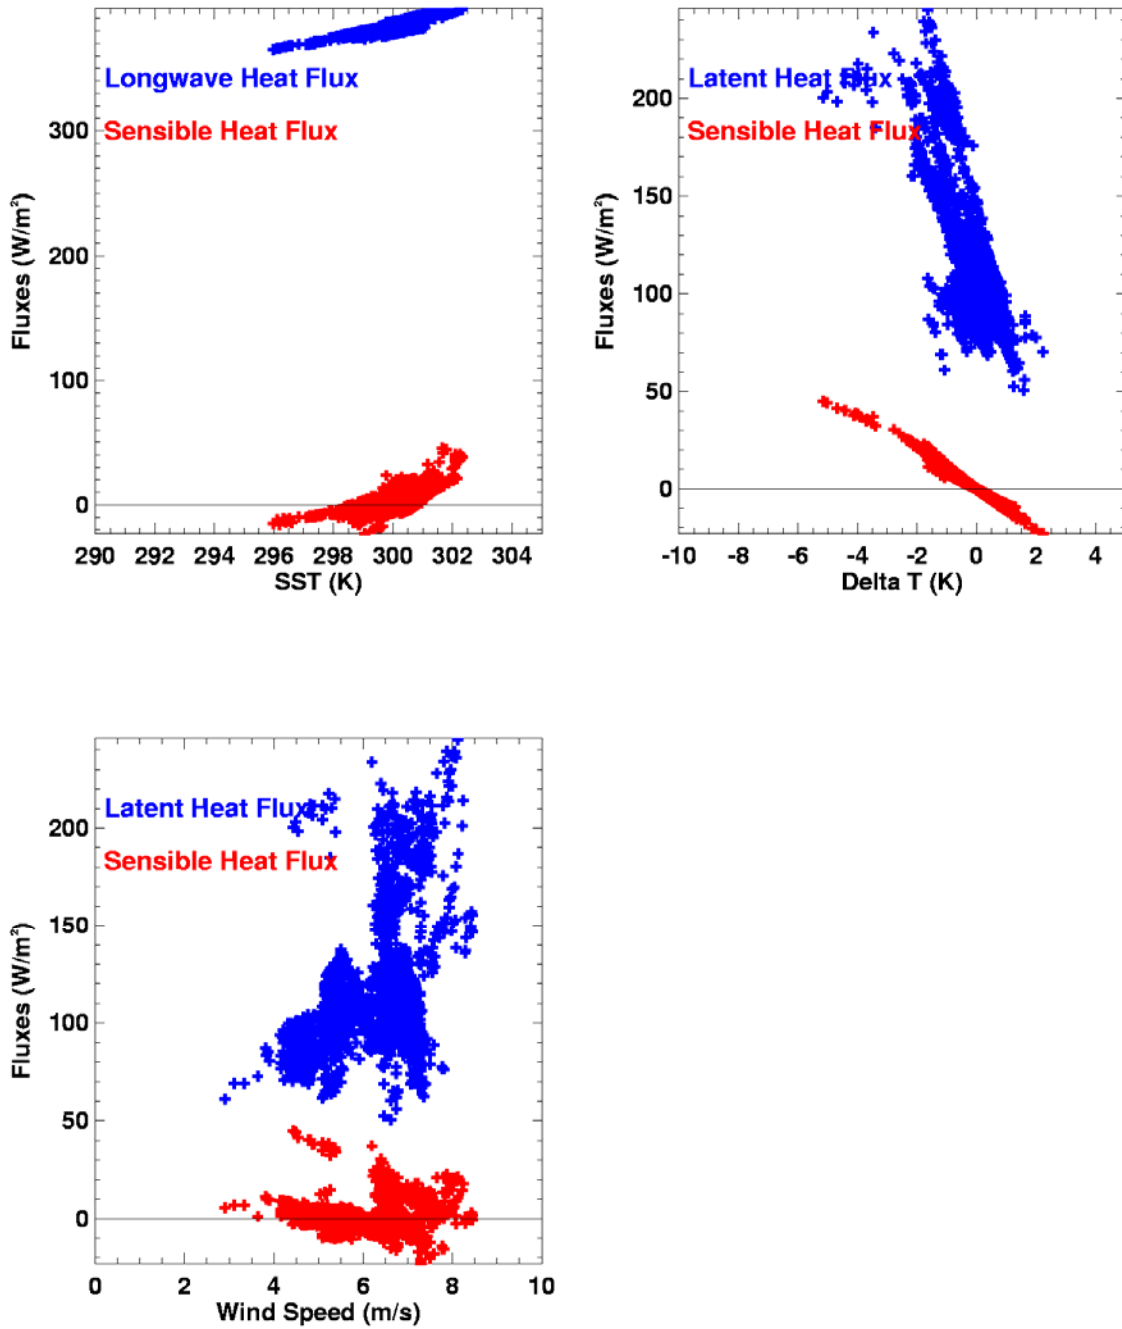 Longwave Heat Flux
Sensible Heat Flux
300
200
100
0
Fluxes (W/m²)
290 292 294 296 298 300 302 304
SST (K)
Latent Heat Flux
Sensible Heat Flux
200
150
100
50
0
Fluxes (W/m²)
-10 -8 -6 -4 -2 0 2 4
Delta T (K)
Latent Heat Flux
Sensible Heat Flux
200
150
100
50
0
Fluxes (W/m²)
0 2 4 6 8 10
Wind Speed (m/s)